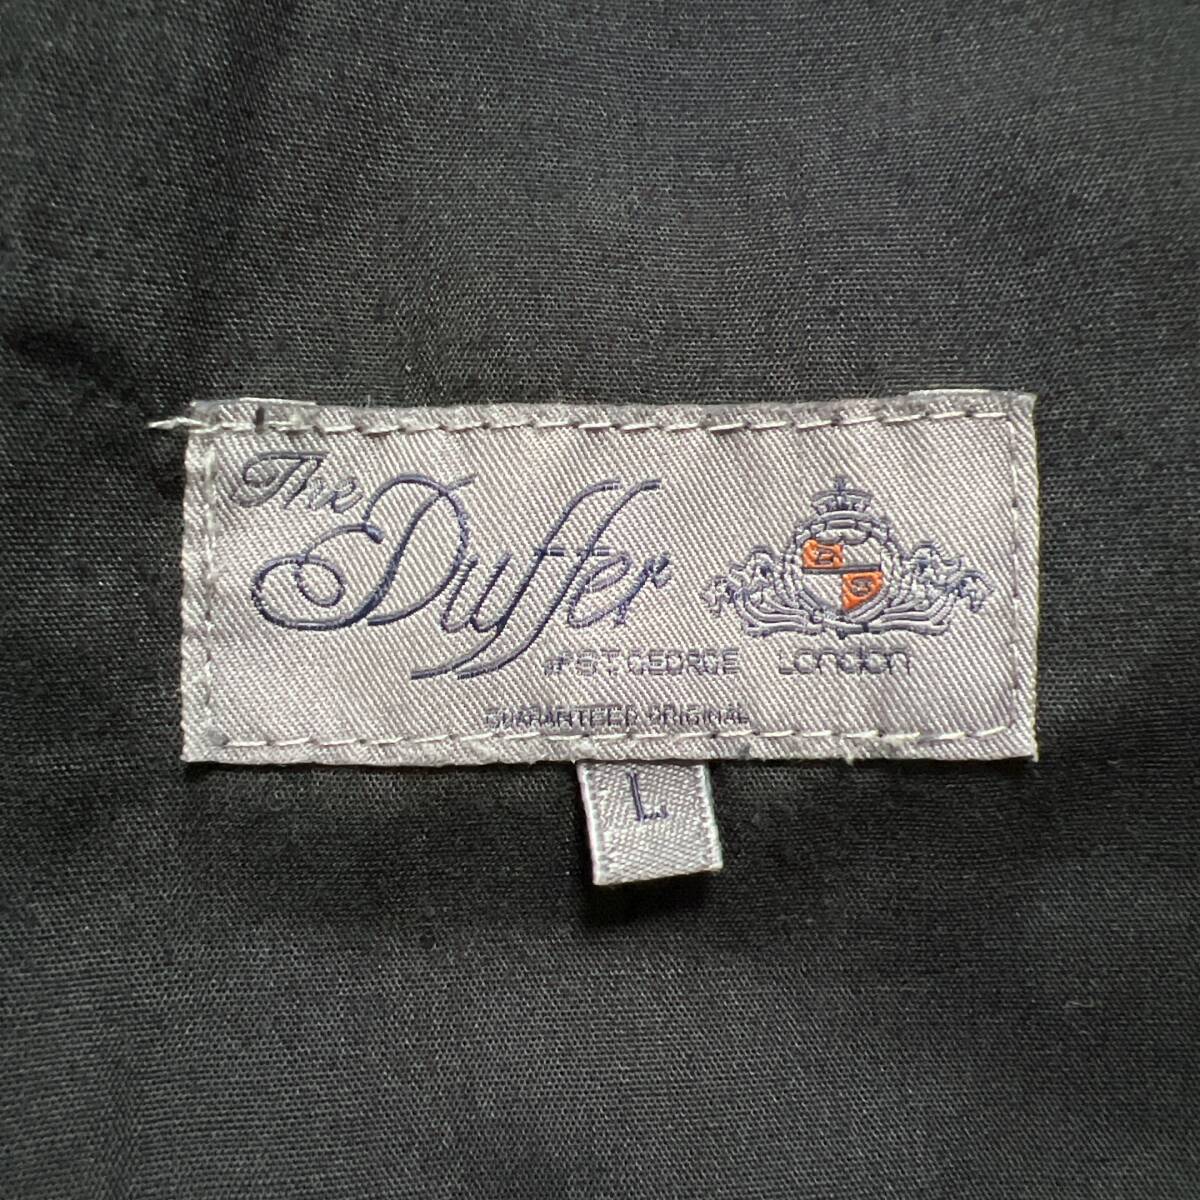 The
Duffer
OF ST. GEORGE London
GUARANTEED ORIGINAL
L